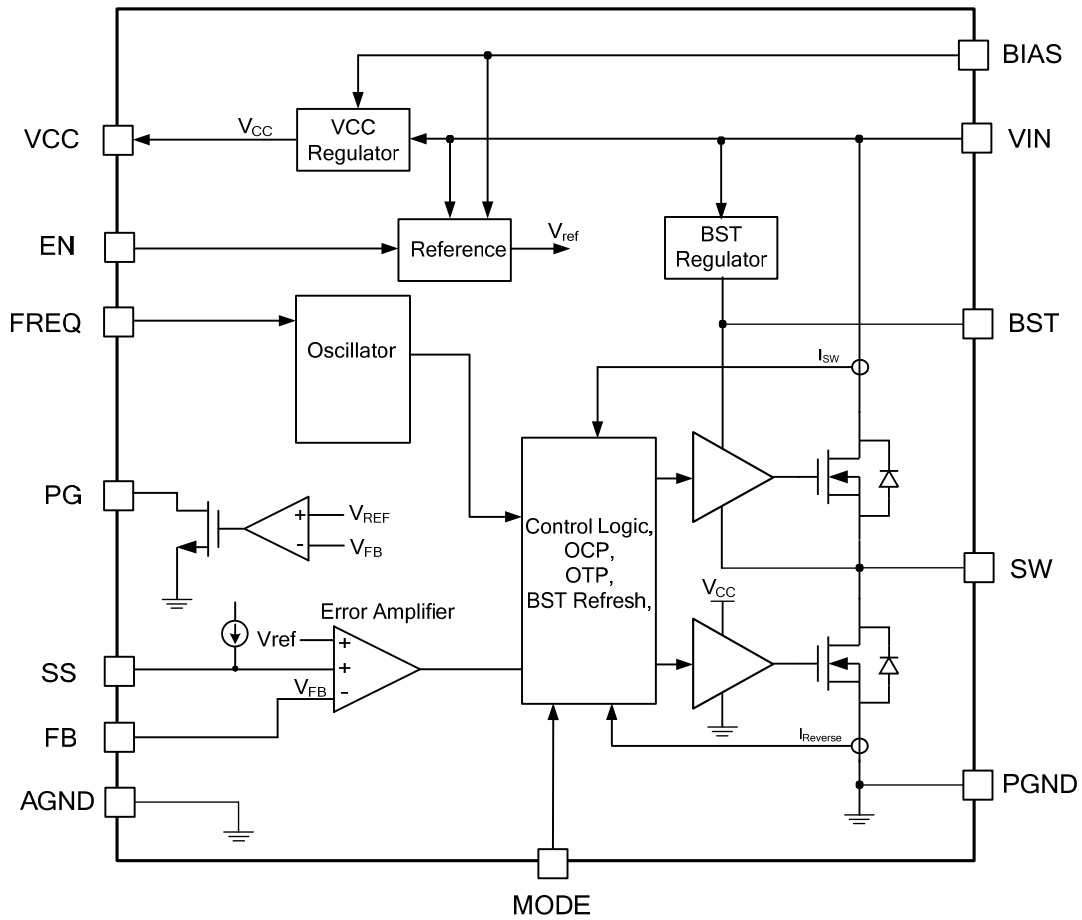 BIAS
VCC
VCC
VCC
Regulator
VIN
EN
Reference
Vref
BST
Regulator
FREQ
Oscillator
BST
ISW
PG
+
VREF
-
VFB
Control Logic,
OCP,
OTP,
BST Refresh,
SW
VCC
Error Amplifier
Vref
+
SS
+
VFB
-
FB
IReverse
AGND
PGND
MODE